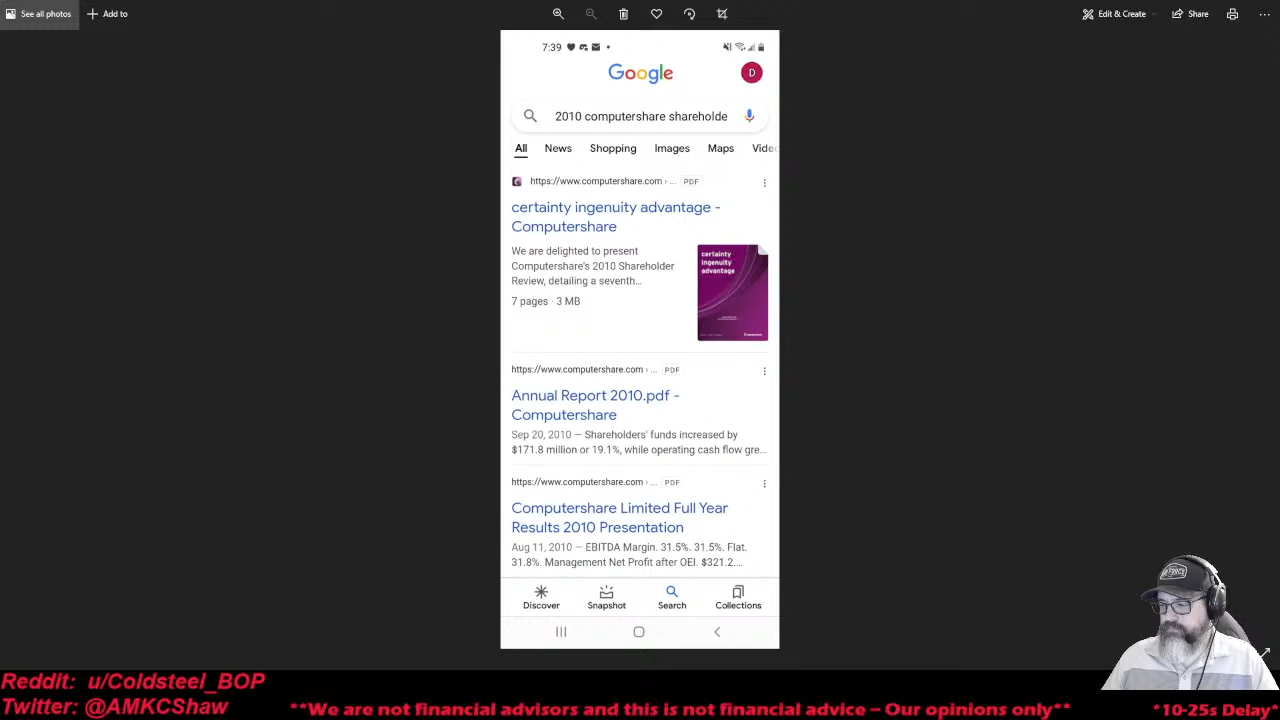 See all photos
Add to
Edit & Create
Share
7:39
Google
D
2010 computershare shareholde
All News Shopping Images Maps Video
https://www.computershare.com › ... PDF
certainty ingenuity advantage -
Computershare
We are delighted to present
Computershare's 2010 Shareholder
Review, detailing a seventh...
7 pages · 3 MB
certainty
ingenuity
advantage
https://www.computershare.com › ... PDF
Annual Report 2010.pdf -
Computershare
Sep 20, 2010 — Shareholders' funds increased by
$171.8 million or 19.1%, while operating cash flow gre...
https://www.computershare.com › ... PDF
Computershare Limited Full Year
Results 2010 Presentation
Aug 11, 2010 — EBITDA Margin. 31.5%. 31.5%. Flat.
31.8%. Management Net Profit after OEI. $321.2....
Discover Snapshot Search Collections
Reddit: u/Coldsteel_BOP
Twitter: @AMKCShaw
**We are not financial advisors and this is not financial advice – Our opinions only**
*10-25s Delay*